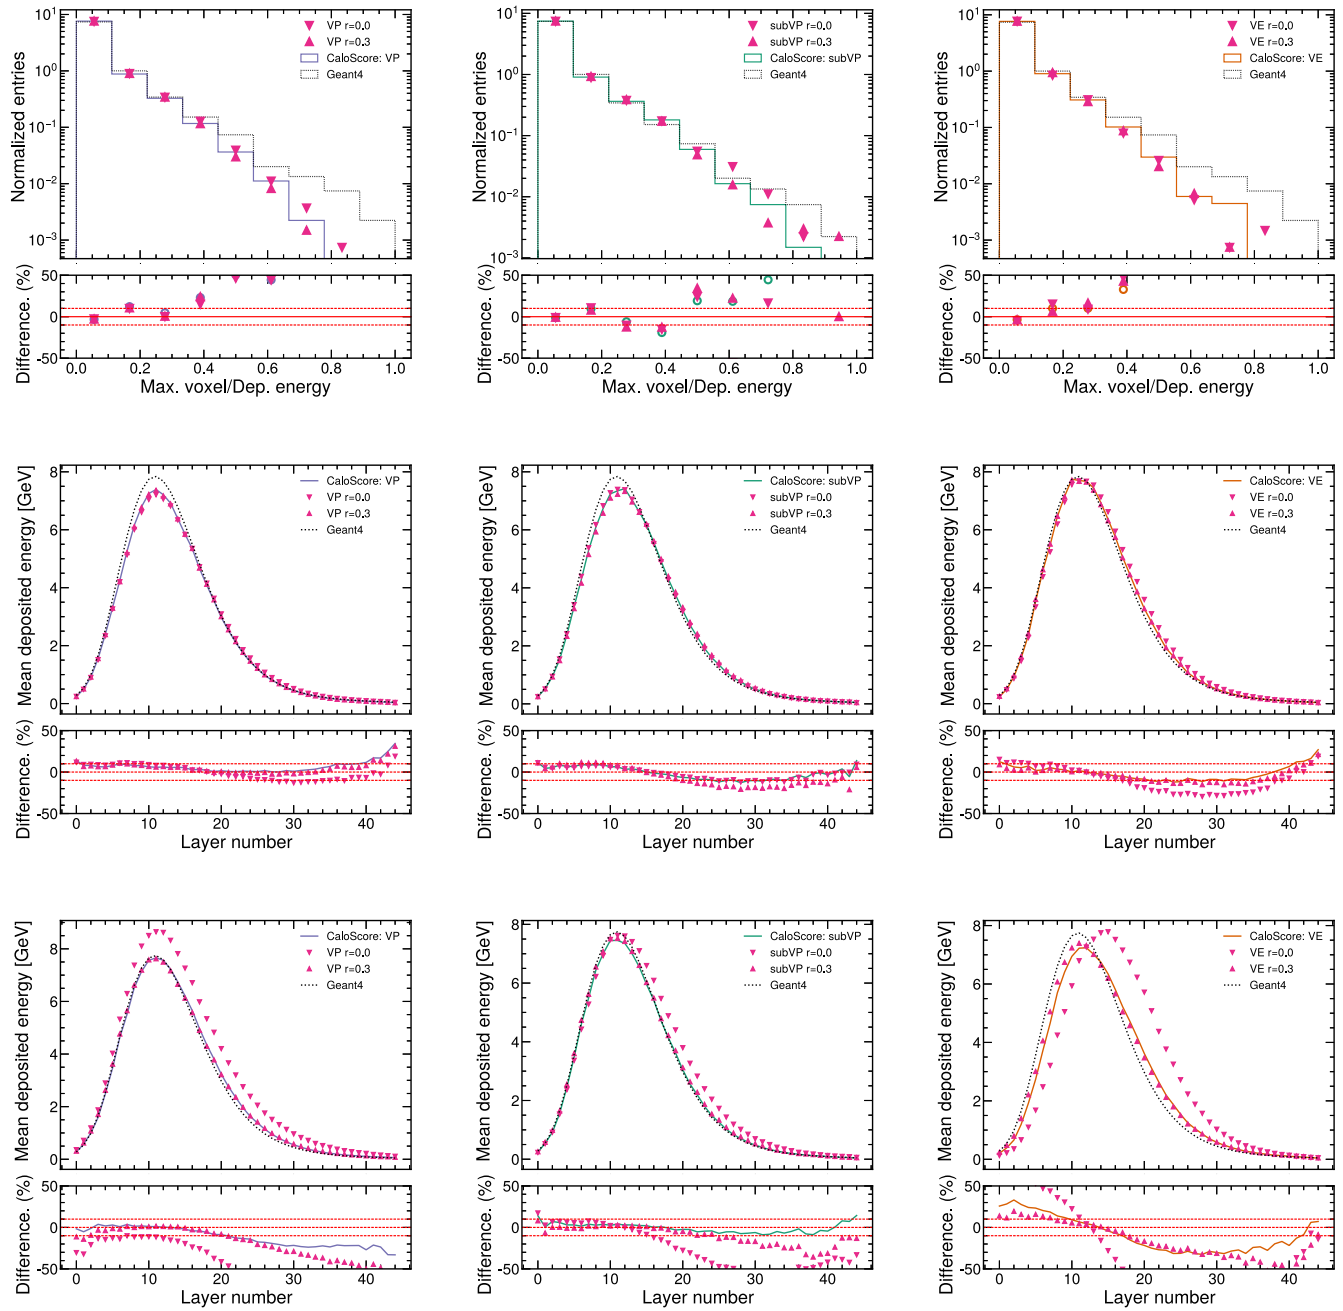 Normalized entries
10¹
10⁰
10⁻¹
10⁻²
10⁻³
VP r=0.0
VP r=0.3
CaloScore: VP
Geant4
Difference. (%)
50
0
-50
0.0 0.2 0.4 0.6 0.8 1.0
Max. voxel/Dep. energy
Normalized entries
10¹
10⁰
10⁻¹
10⁻²
10⁻³
subVP r=0.0
subVP r=0.3
CaloScore: subVP
Geant4
Difference. (%)
50
0
-50
0.0 0.2 0.4 0.6 0.8 1.0
Max. voxel/Dep. energy
Normalized entries
10¹
10⁰
10⁻¹
10⁻²
10⁻³
VE r=0.0
VE r=0.3
CaloScore: VE
Geant4
Difference. (%)
50
0
-50
0.0 0.2 0.4 0.6 0.8 1.0
Max. voxel/Dep. energy
Mean deposited energy [GeV]
8
6
4
2
0
CaloScore: VP
VP r=0.0
VP r=0.3
Geant4
Difference. (%)
50
0
-50
0 10 20 30 40
Layer number
Mean deposited energy [GeV]
8
6
4
2
0
CaloScore: subVP
subVP r=0.0
subVP r=0.3
Geant4
Difference. (%)
50
0
-50
0 10 20 30 40
Layer number
Mean deposited energy [GeV]
8
6
4
2
0
CaloScore: VE
VE r=0.0
VE r=0.3
Geant4
Difference. (%)
50
0
-50
0 10 20 30 40
Layer number
Mean deposited energy [GeV]
8
6
4
2
0
CaloScore: VP
VP r=0.0
VP r=0.3
Geant4
Difference. (%)
50
0
-50
0 10 20 30 40
Layer number
Mean deposited energy [GeV]
8
6
4
2
0
CaloScore: subVP
subVP r=0.0
subVP r=0.3
Geant4
Difference. (%)
50
0
-50
0 10 20 30 40
Layer number
Mean deposited energy [GeV]
8
6
4
2
0
CaloScore: VE
VE r=0.0
VE r=0.3
Geant4
Difference. (%)
50
0
-50
0 10 20 30 40
Layer number